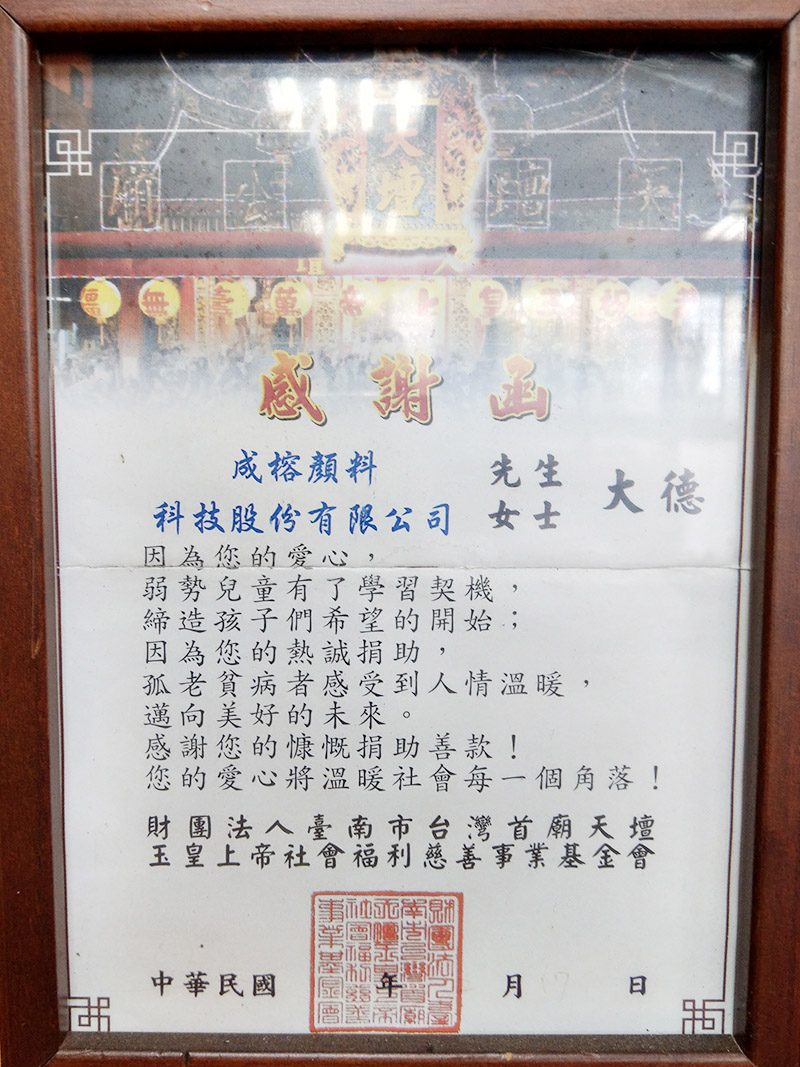 天壇
感謝函
成榕顏料
科技股份有限公司
先生
女士
大德
因為您的愛心，
弱勢兒童有了學習契機，
締造孩子們希望的開始；
因為您的熱誠捐助，
孤老貧病者感受到人情溫暖，
邁向美好的未來。
感謝您的慷慨捐助善款！
您的愛心將溫暖社會每一個角落！
財團法人臺南市台灣首廟天壇
玉皇上帝社會福利慈善事業基金會
中華民國 年 月 日